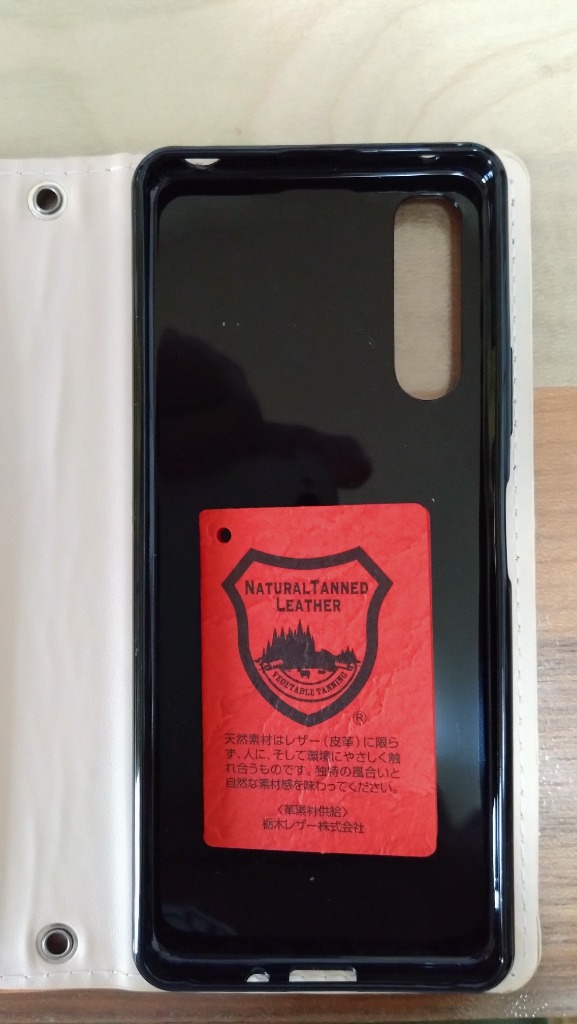 NATURAL TANNED
LEATHER
VEGETABLE TANNING
®
天然素材はレザー（皮革）に限ら
ず、人に、そして環境にやさしく触
れ合うものです。独特の風合いと
自然な素材感を味わってください。
〈革素材供給〉
栃木レザー株式会社